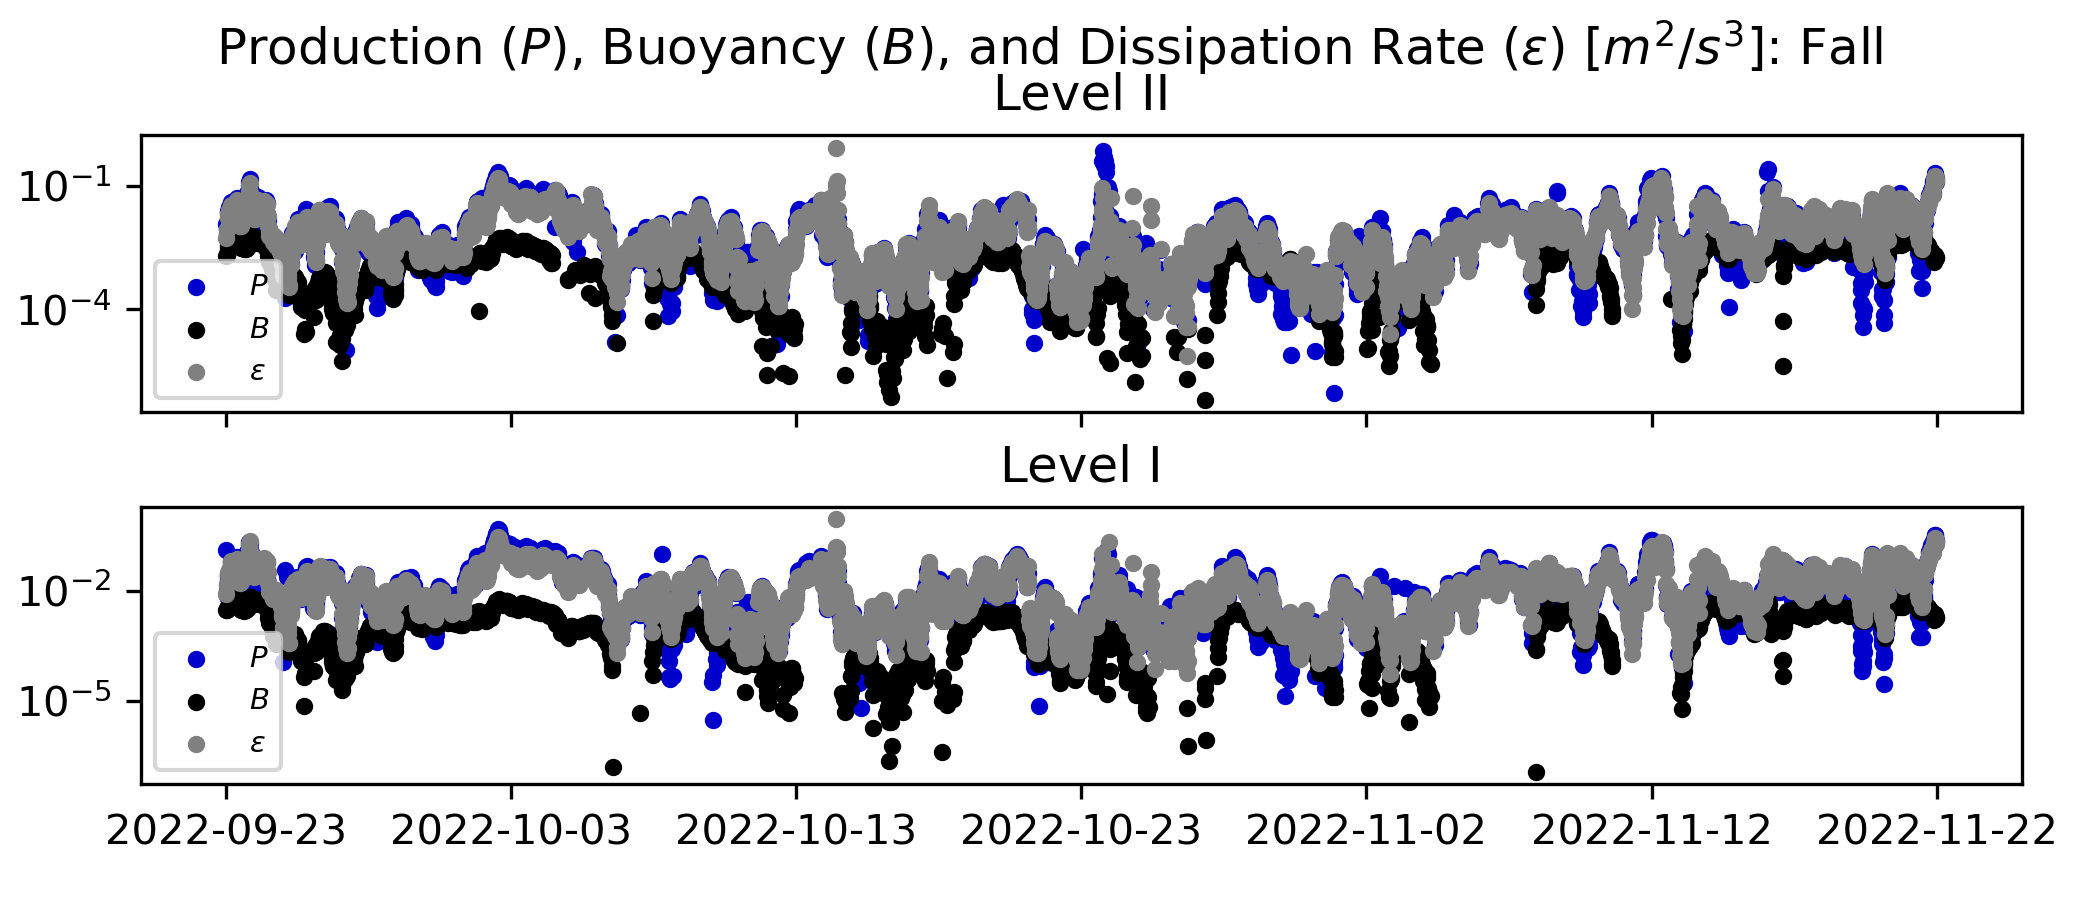 Production (P), Buoyancy (B), and Dissipation Rate (ε) [m²/s³]: Fall
Level II
10⁻¹
10⁻⁴
P
B
ε
Level I
10⁻²
10⁻⁵
P
B
ε
2022-09-23 2022-10-03 2022-10-13 2022-10-23 2022-11-02 2022-11-12 2022-11-22